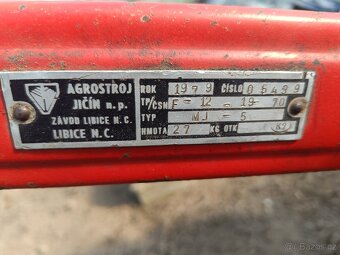 AGROSTROJ
JIČÍN n.p.
ZÁVOD LIBICE N.C.
LIBICE N.C.
ROK 1979 ČÍSLO 05499
TP/ČSN F-12-19-70
TYP MJ-5
HMOTA 27 KG OTK